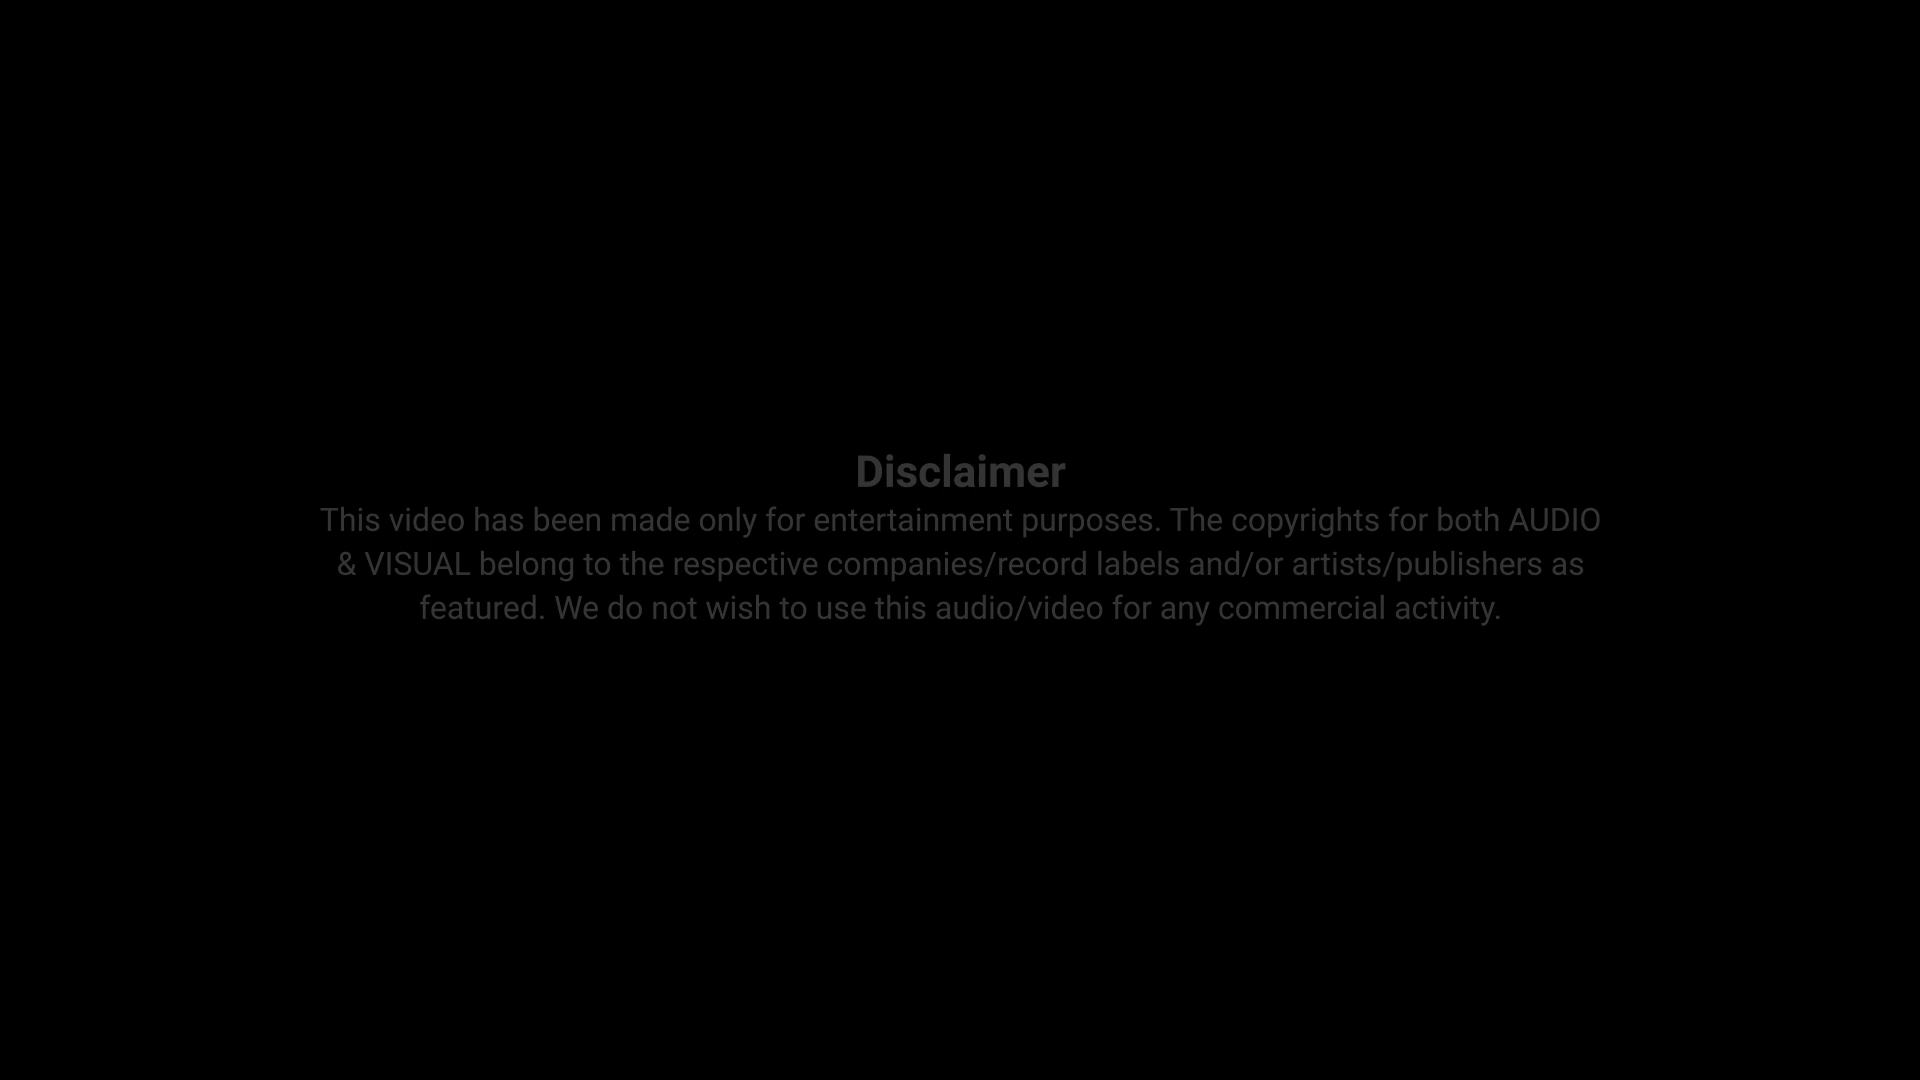 Disclaimer
This video has been made only for entertainment purposes. The copyrights for both AUDIO
& VISUAL belong to the respective companies/record labels and/or artists/publishers as
featured. We do not wish to use this audio/video for any commercial activity.